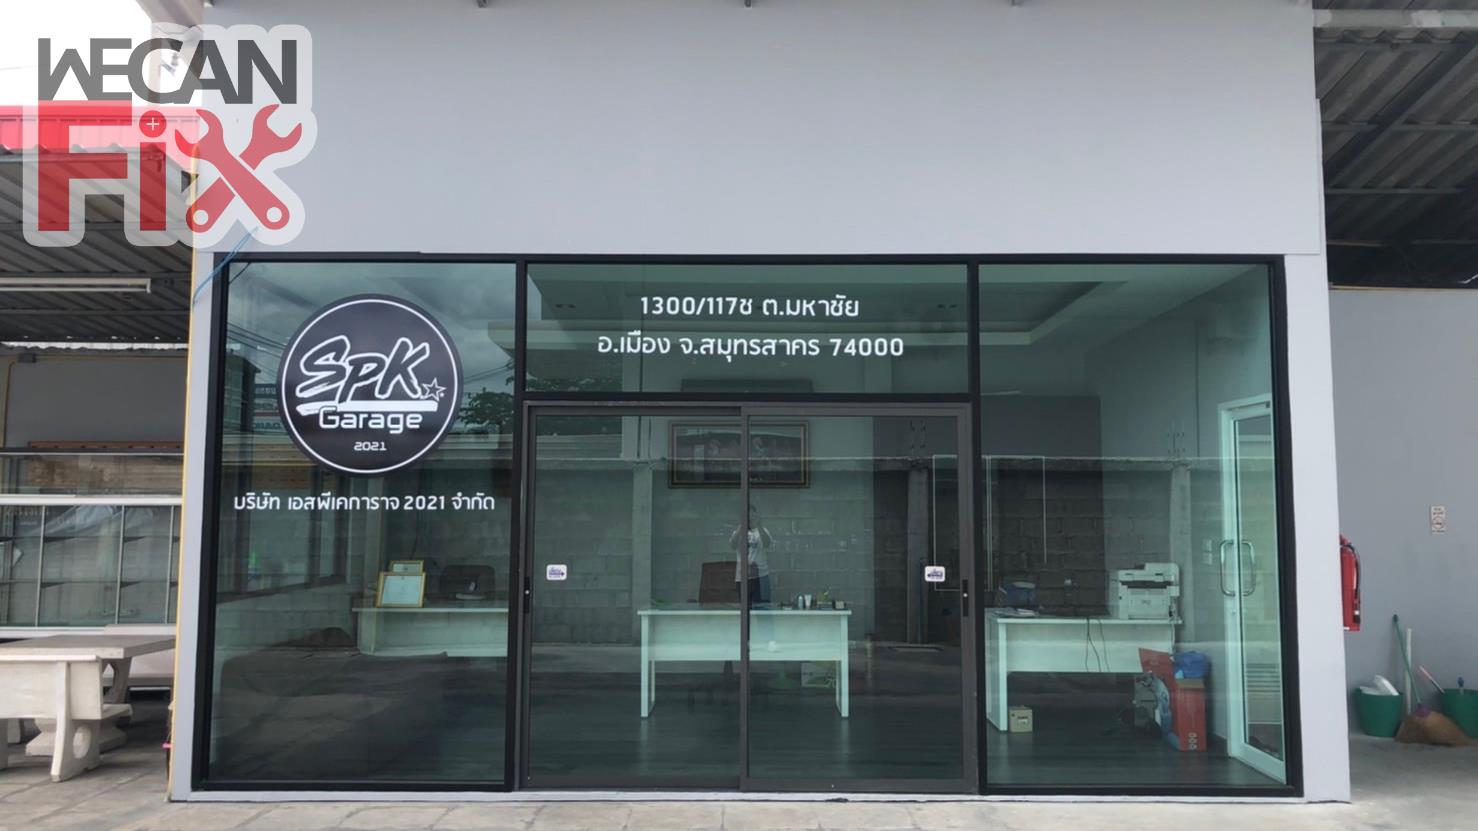 WECAN
Fix
SPK
Garage
2021
บริษัท เอสพีเคการาจ 2021 จำกัด
1300/117ช ต.มหาชัย
อ.เมือง จ.สมุทรสาคร 74000